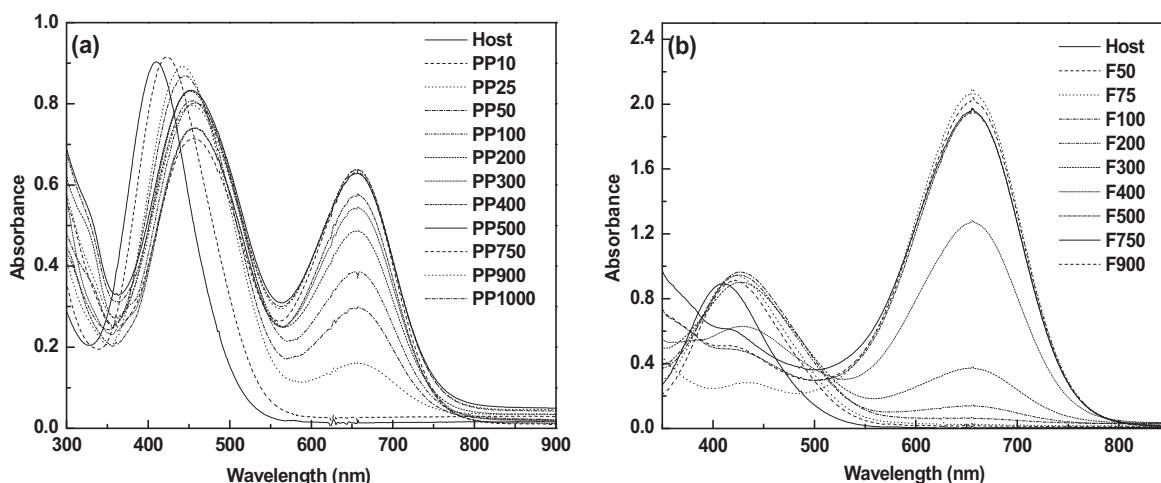 (a)
Host
PP10
PP25
PP50
PP100
PP200
PP300
PP400
PP500
PP750
PP900
PP1000
1.0
0.8
0.6
0.4
0.2
0.0
Absorbance
300 400 500 600 700 800 900
Wavelength (nm)
(b)
Host
F50
F75
F100
F200
F300
F400
F500
F750
F900
2.4
2.0
1.6
1.2
0.8
0.4
0.0
Absorbance
400 500 600 700 800
Wavelength (nm)